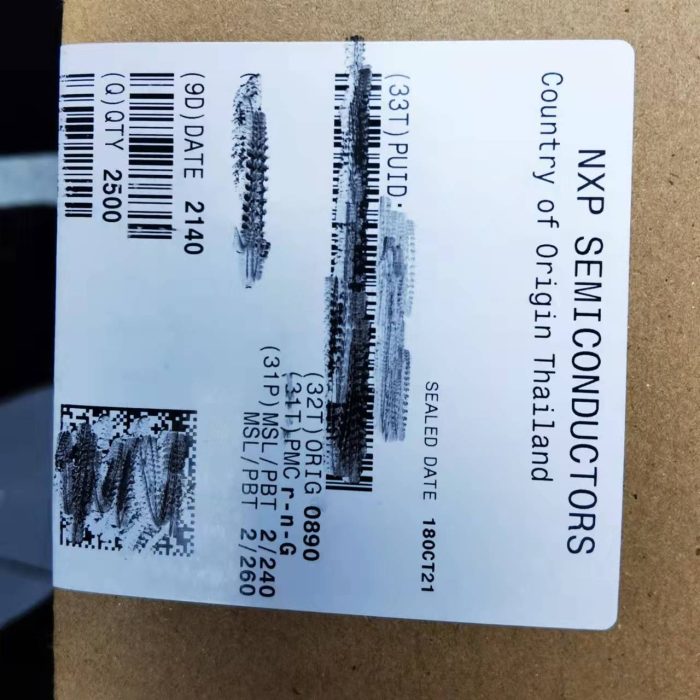 NXP SEMICONDUCTORS
Country of Origin Thailand
SEALED DATE 18OCT21
(33T)PUID:
(32T)ORIG 0890
(31T)PMC r-n-G
(31P)MSL/PBT 2/240
MSL/PBT 2/260
(9D)DATE 2140
(Q)QTY 2500